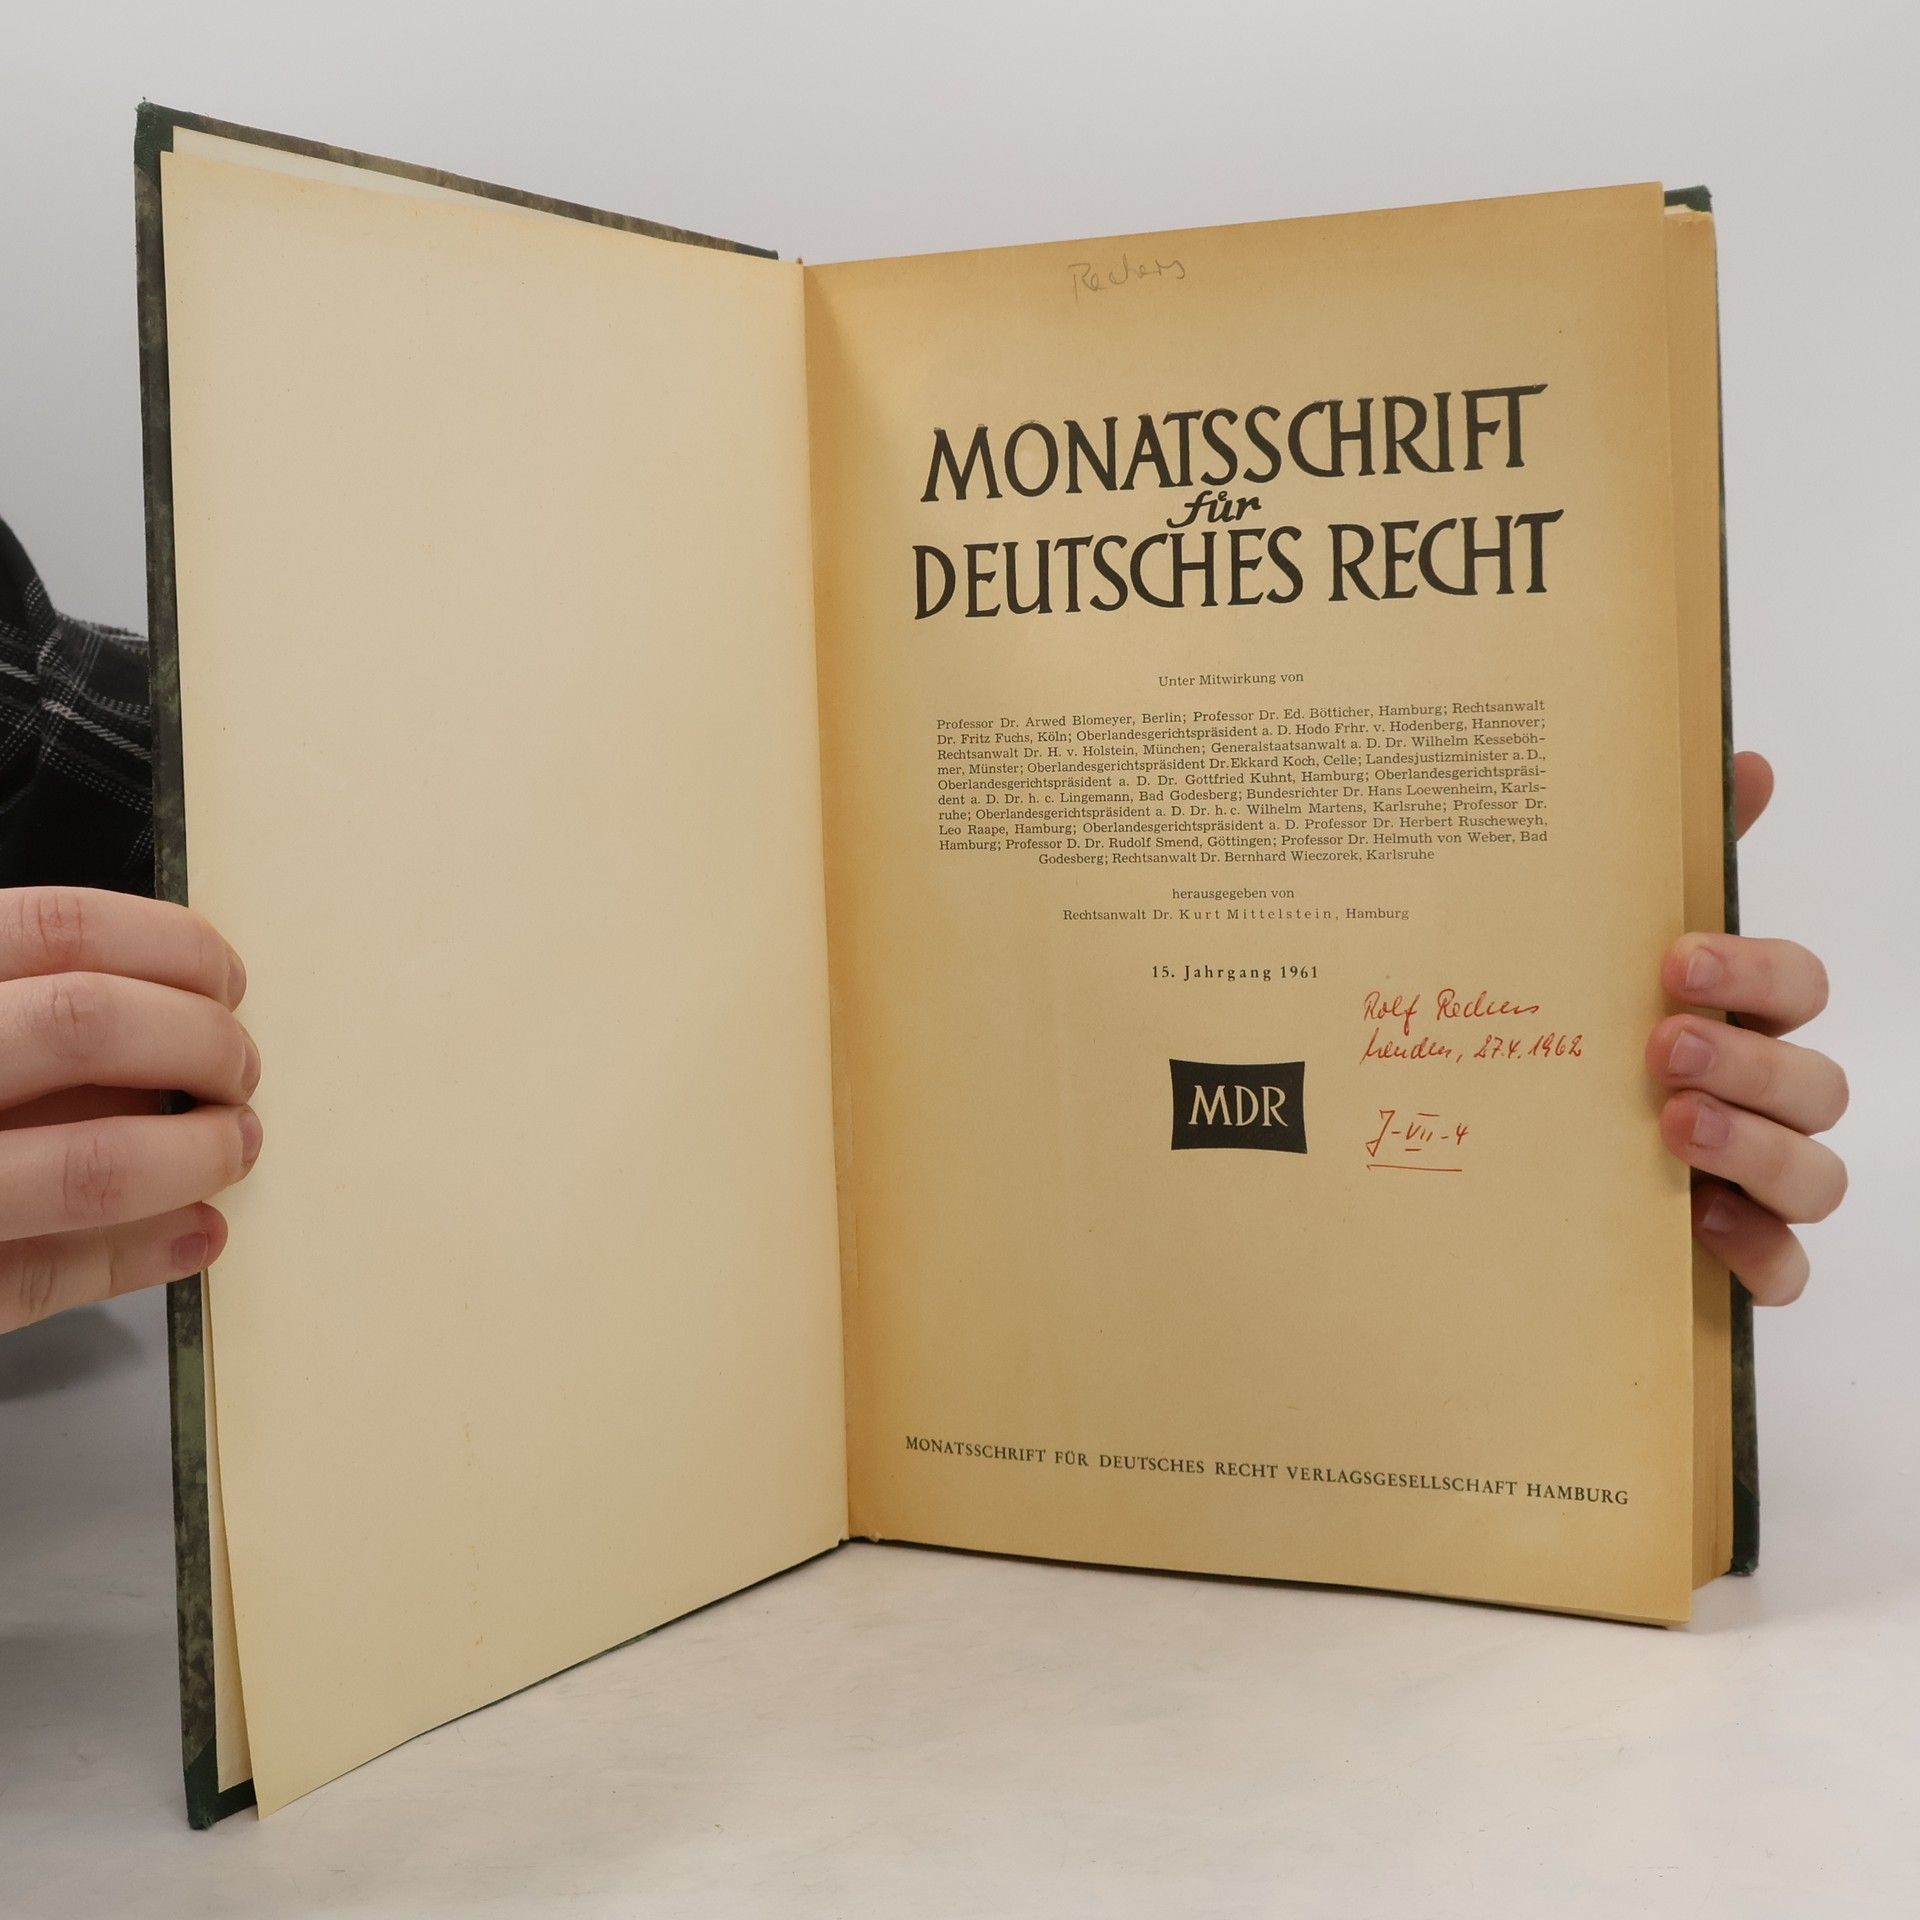 Rechers
MONATSSCHRIFT
für
DEUTSCHES RECHT
Unter Mitwirkung von
Professor Dr. Arwed Blomeyer, Berlin; Professor Dr. Ed. Bötticher, Hamburg; Rechtsanwalt
Dr. Fritz Fuchs, Köln; Oberlandesgerichtspräsident a. D. Hodo Frhr. v. Hodenberg, Hannover;
Rechtsanwalt Dr. H. v. Holstein, München; Generalstaatsanwalt a. D. Dr. Wilhelm Kesseböh-
mer, Münster; Oberlandesgerichtspräsident Dr. Ekkard Koch, Celle; Landesjustizminister a. D.,
Oberlandesgerichtspräsident a. D. Dr. Gottfried Kuhnt, Hamburg; Oberlandesgerichtspräsi-
dent a. D. Dr. h. c. Lingemann, Bad Godesberg; Bundesrichter Dr. Hans Loewenheim, Karls-
ruhe; Oberlandesgerichtspräsident a. D. Dr. h. c. Wilhelm Martens, Karlsruhe; Professor Dr.
Leo Raape, Hamburg; Oberlandesgerichtspräsident a. D. Professor Dr. Herbert Ruscheweyh,
Hamburg; Professor D. Dr. Rudolf Smend, Göttingen; Professor Dr. Helmuth von Weber, Bad
Godesberg; Rechtsanwalt Dr. Bernhard Wieczorek, Karlsruhe
herausgegeben von
Rechtsanwalt Dr. Kurt Mittelstein, Hamburg
15. Jahrgang 1961
Rolf Rechers
27.4.1962
MDR
J-VII-4
MONATSSCHRIFT FÜR DEUTSCHES RECHT VERLAGSGESELLSCHAFT HAMBURG